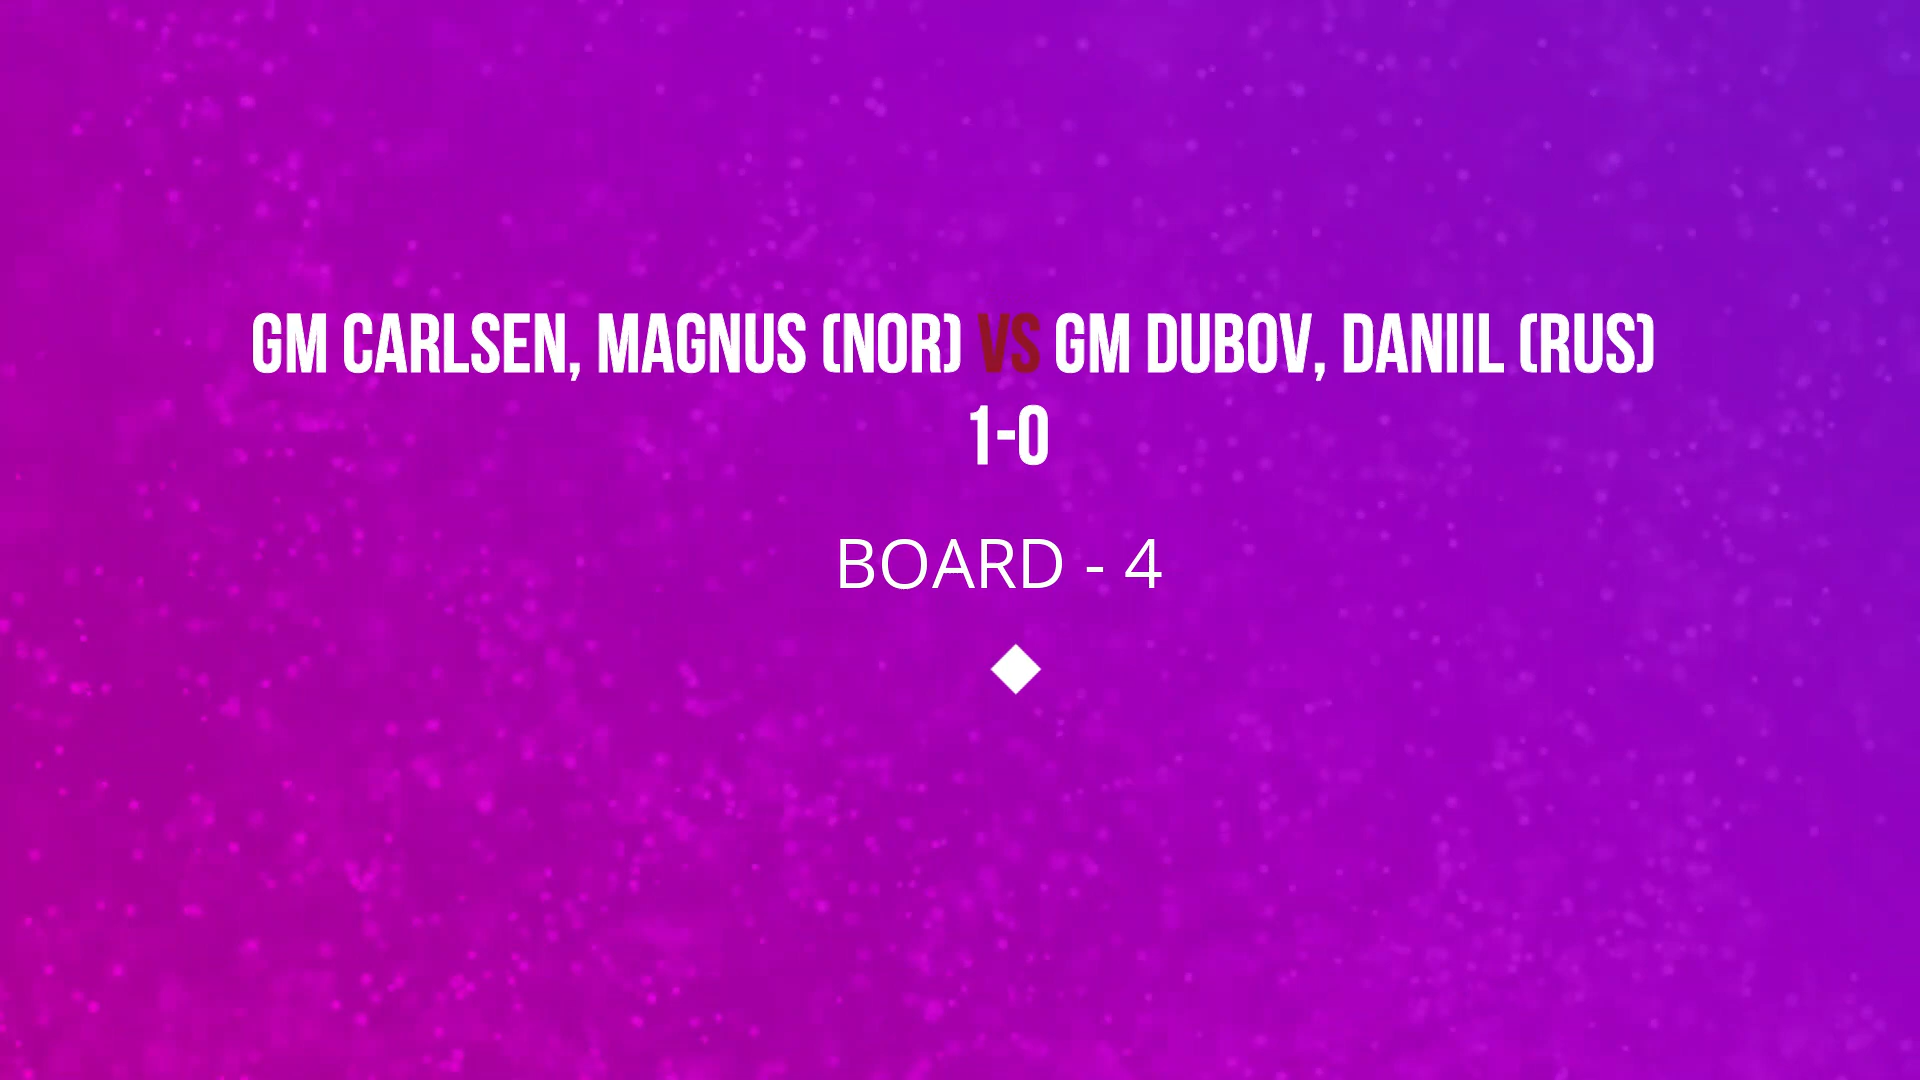 GM CARLSEN, MAGNUS (NOR) VS GM DUBOV, DANIIL (RUS)
1-0
BOARD - 4